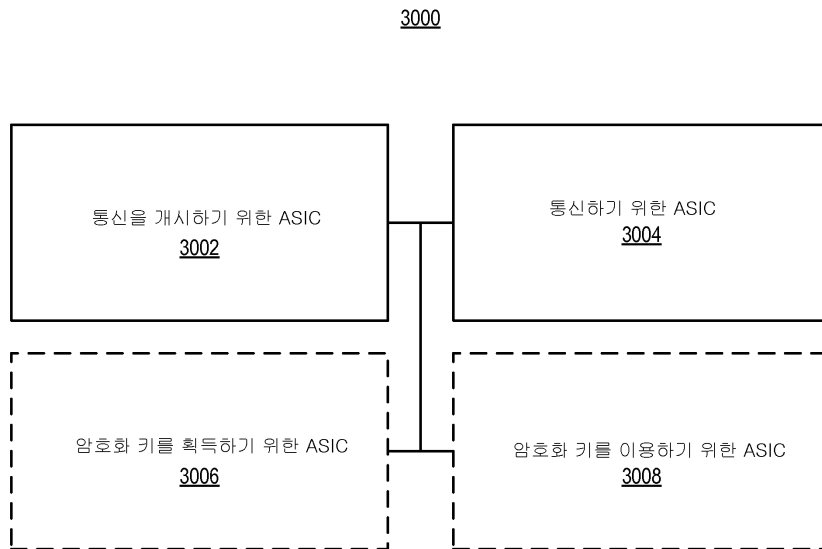 3000
통신을 개시하기 위한 ASIC
3002
통신하기 위한 ASIC
3004
암호화 키를 획득하기 위한 ASIC
3006
암호화 키를 이용하기 위한 ASIC
3008